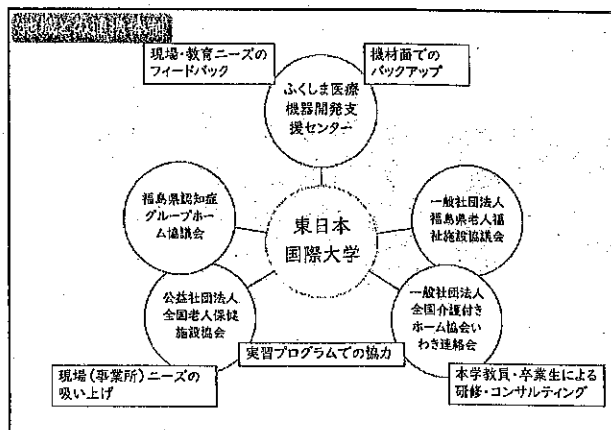 現場・教育ニーズの
フィードバック
機材面での
バックアップ
ふくしま医療
機器開発支
援センター
福島県認知症
グループホー
ム協議会
東日本
国際大学
一般社団法人
福島県老人福
祉施設協議会
公益社団法人
全国老人保健
施設協会
一般社団法人
全国介護付き
ホーム協会い
わき連絡会
実習プログラムでの協力
現場(事業所)ニーズの
吸い上げ
本学教員・卒業生による
研修・コンサルティング